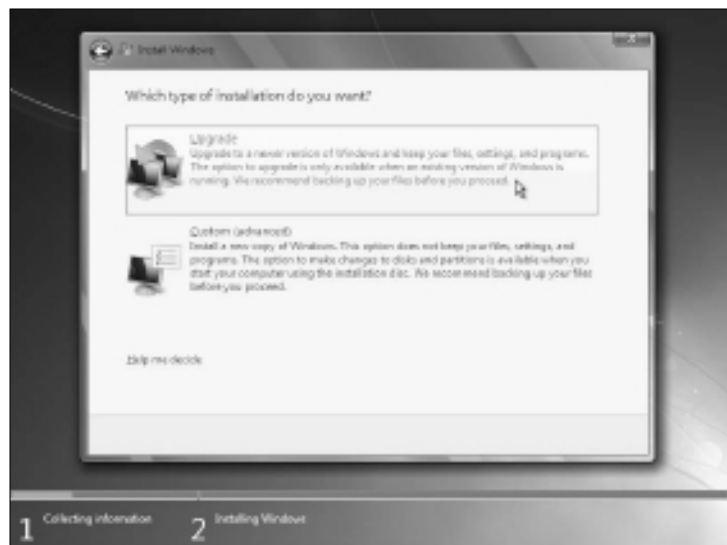 Install Windows
Which type of installation do you want?
Upgrade
Upgrade to a newer version of Windows and keep your files, settings, and programs.
The option to upgrade is only available when an existing version of Windows is
running. We recommend backing up your files before you proceed.
Custom (advanced)
Install a new copy of Windows. This option does not keep your files, settings, and
programs. The option to make changes to disks and partitions is available when you
start your computer using the installation disc. We recommend backing up your files
before you proceed.
Help me decide
1 Collecting information
2 Installing Windows